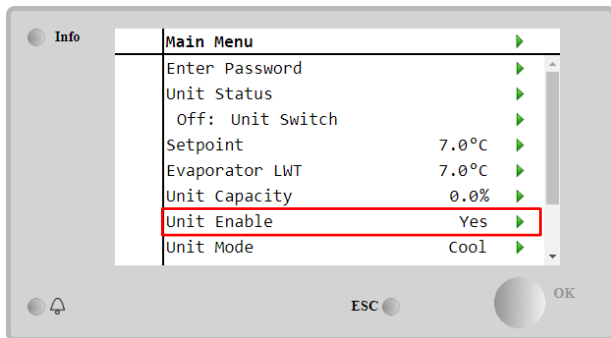 Info
Main Menu
Enter Password
Unit Status
Off: Unit Switch
Setpoint 7.0°C
Evaporator LWT 7.0°C
Unit Capacity 0.0%
Unit Enable Yes
Unit Mode Cool
ESC
OK